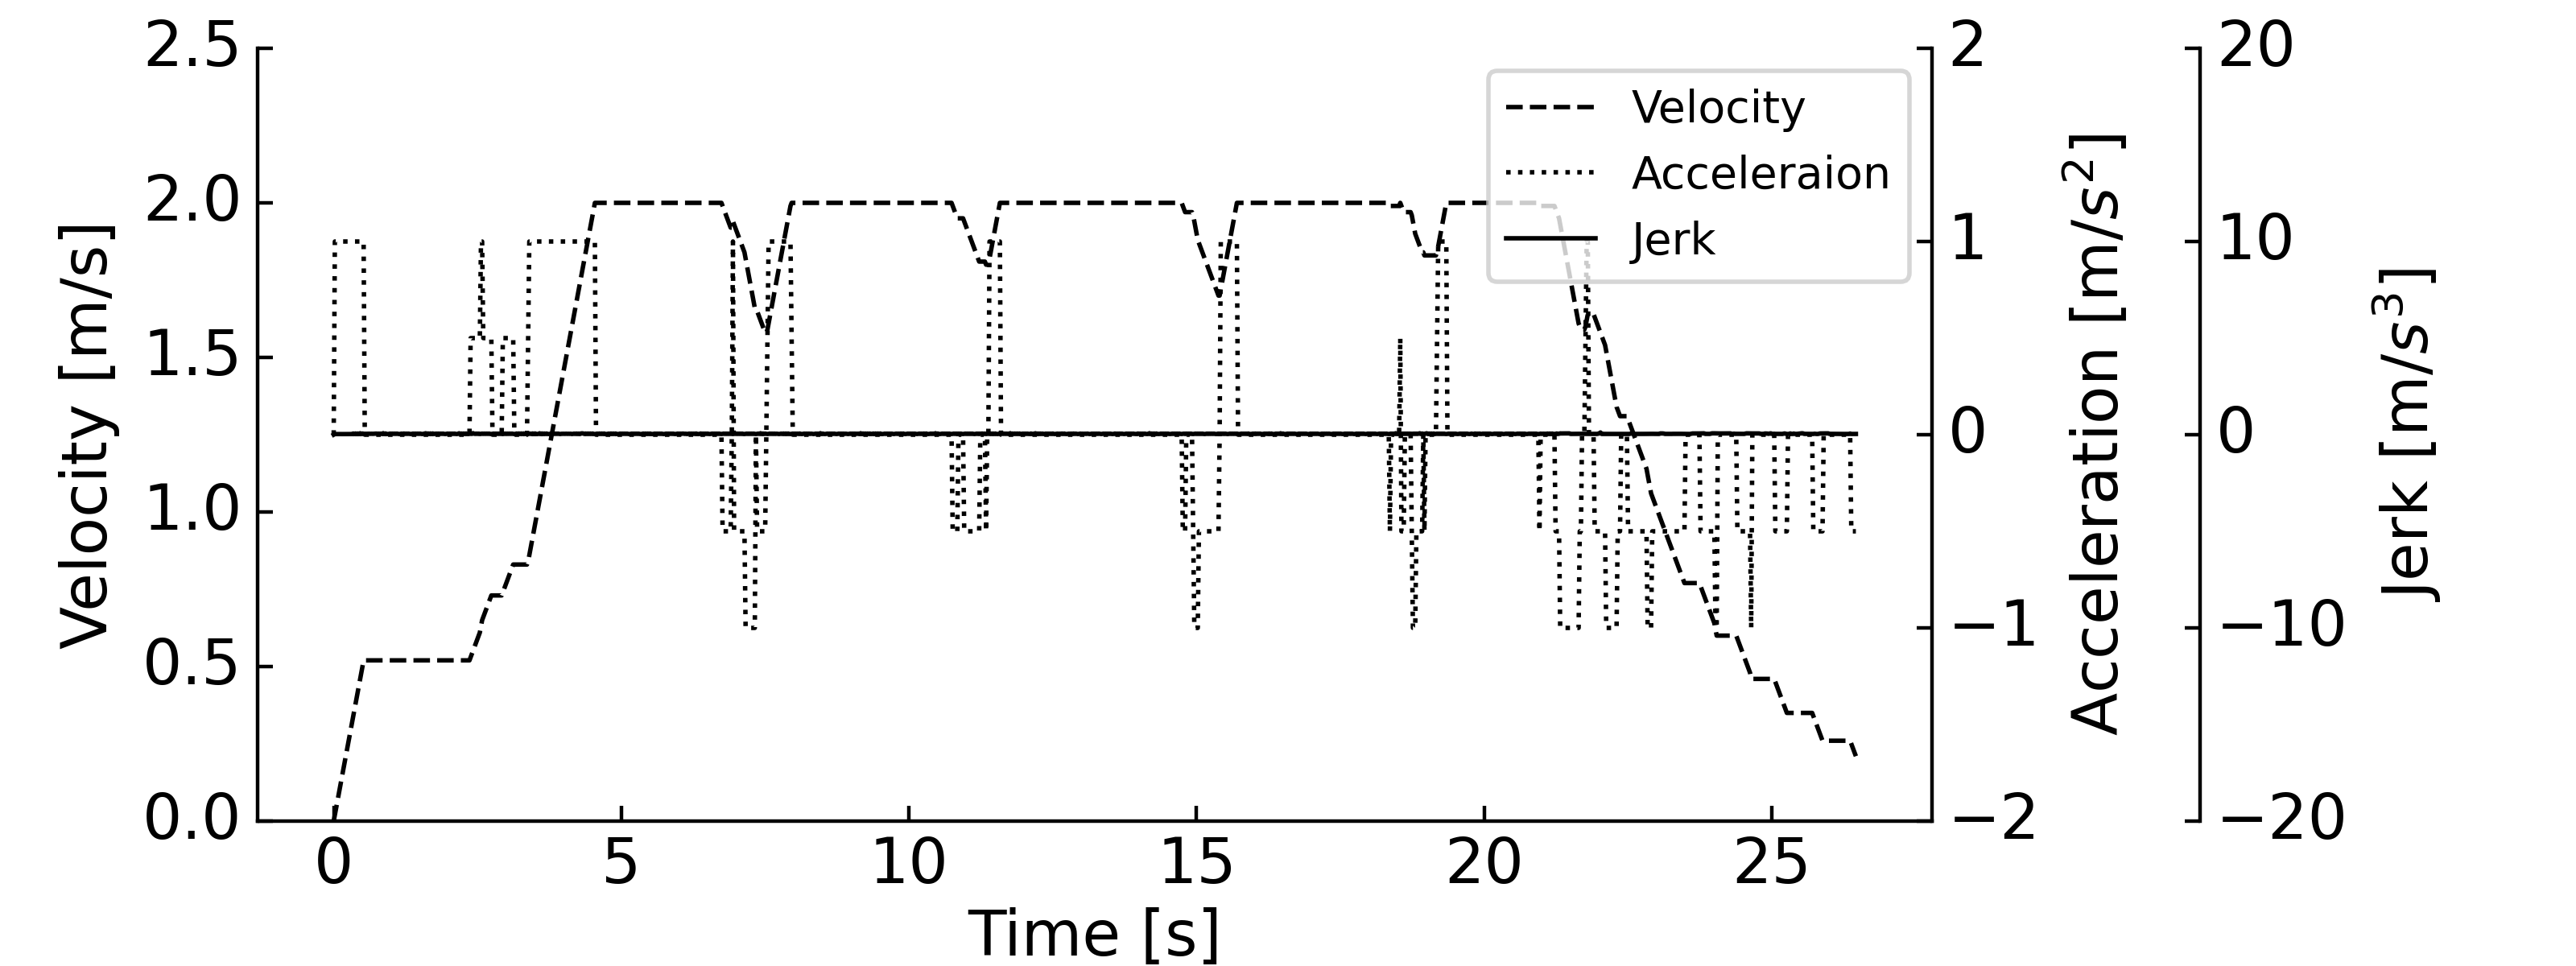 Velocity [m/s]
2.5
2.0
1.5
1.0
0.5
0.0
0 5 10 15 20 25
Time [s]
Velocity
Acceleraion
Jerk
2
1
0
−1
−2
Acceleration [m/s²]
20
10
0
−10
−20
Jerk [m/s³]